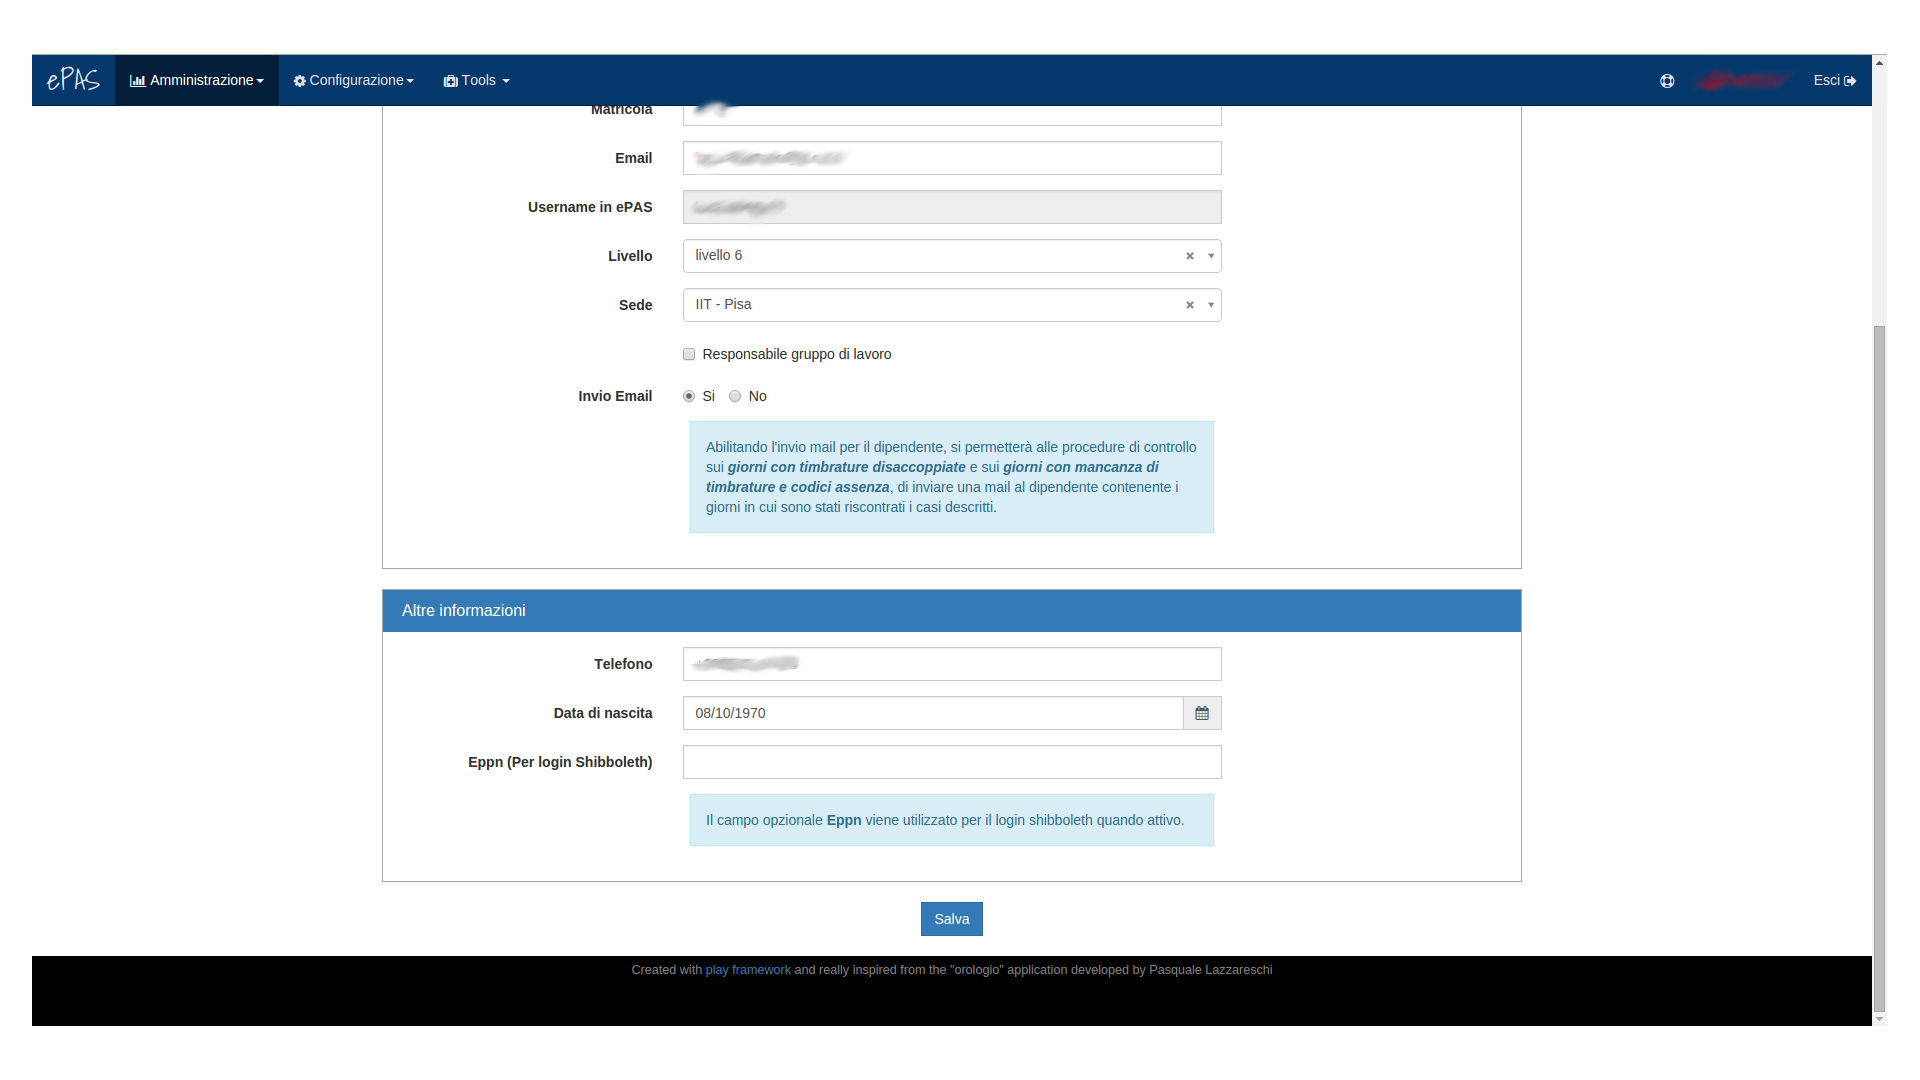 ePAS Amministrazione Configurazione Tools Esci
Matricola
Email
Username in ePAS
Livello livello 6
Sede IIT - Pisa
Responsabile gruppo di lavoro
Invio Email Si No
Abilitando l'invio mail per il dipendente, si permetterà alle procedure di controllo
sui giorni con timbrature disaccoppiate e sui giorni con mancanza di
timbrature e codici assenza, di inviare una mail al dipendente contenente i
giorni in cui sono stati riscontrati i casi descritti.
Altre informazioni
Telefono
Data di nascita 08/10/1970
Eppn (Per login Shibboleth)
Il campo opzionale Eppn viene utilizzato per il login shibboleth quando attivo.
Salva
Created with play framework and really inspired from the "orologio" application developed by Pasquale Lazzareschi